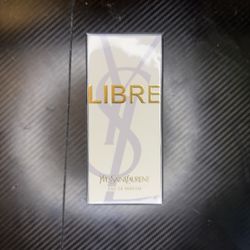 LIBRE
YVESSAINTLAURENT
EAU DE PARFUM